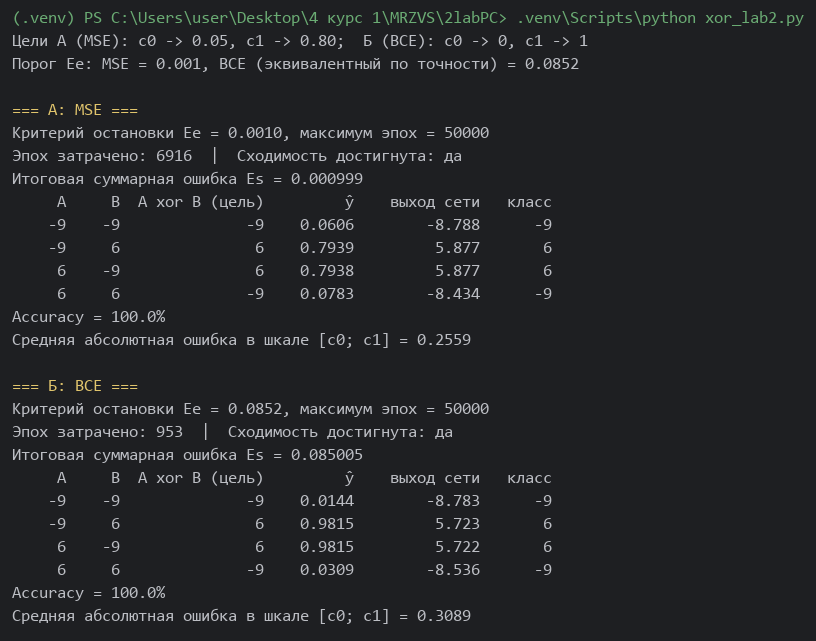 (.venv) PS C:\Users\user\Desktop\4 курс 1\MRZVS\2labPC> .venv\Scripts\python xor_lab2.py
Цели A (MSE): c0 -> 0.05, c1 -> 0.80;  Б (BCE): c0 -> 0, c1 -> 1
Порог Ee: MSE = 0.001, BCE (эквивалентный по точности) = 0.0852
=== A: MSE ===
Критерий остановки Ee = 0.0010, максимум эпох = 50000
Эпох затрачено: 6916  |  Сходимость достигнута: да
Итоговая суммарная ошибка Es = 0.000999
A     B  A xor B (цель)         ŷ    выход сети   класс
-9    -9              -9    0.0606        -8.788      -9
-9     6               6    0.7939         5.877       6
6    -9               6    0.7938         5.877       6
6     6              -9    0.0783        -8.434      -9
Accuracy = 100.0%
Средняя абсолютная ошибка в шкале [c0; c1] = 0.2559
=== Б: BCE ===
Критерий остановки Ee = 0.0852, максимум эпох = 50000
Эпох затрачено: 953  |  Сходимость достигнута: да
Итоговая суммарная ошибка Es = 0.085005
A     B  A xor B (цель)         ŷ    выход сети   класс
-9    -9              -9    0.0144        -8.783      -9
-9     6               6    0.9815         5.723       6
6    -9               6    0.9815         5.722       6
6     6              -9    0.0309        -8.536      -9
Accuracy = 100.0%
Средняя абсолютная ошибка в шкале [c0; c1] = 0.3089